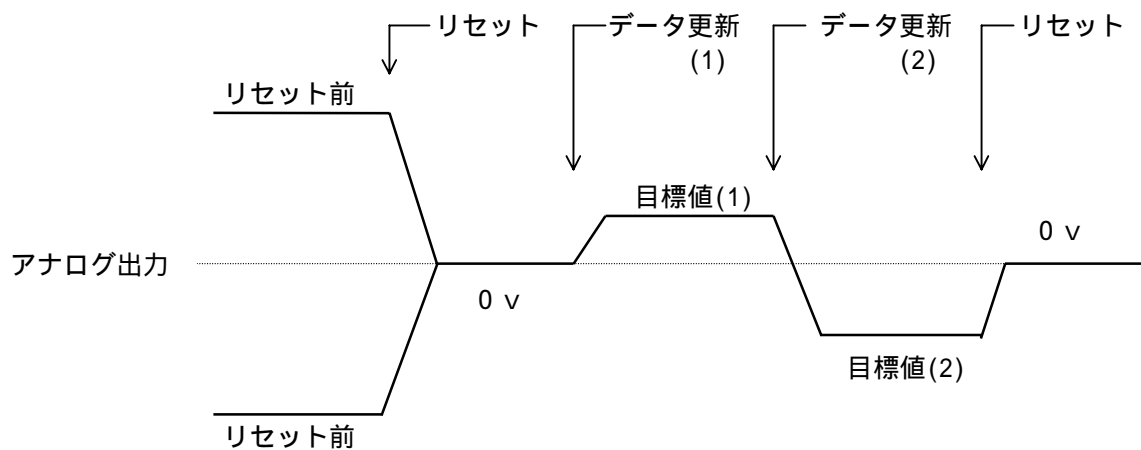 リセット
データ更新
(1)
データ更新
(2)
リセット
リセット前
目標値(1)
0 v
アナログ出力
0 v
目標値(2)
リセット前